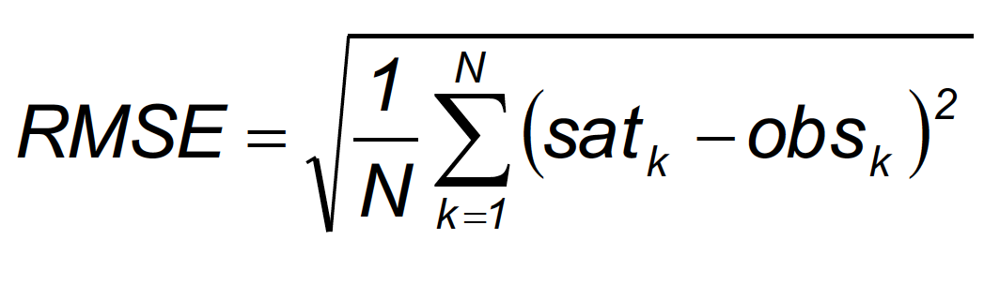 RMSE = √(1/N ∑_{k=1}^{N} (sat_k − obs_k)²)